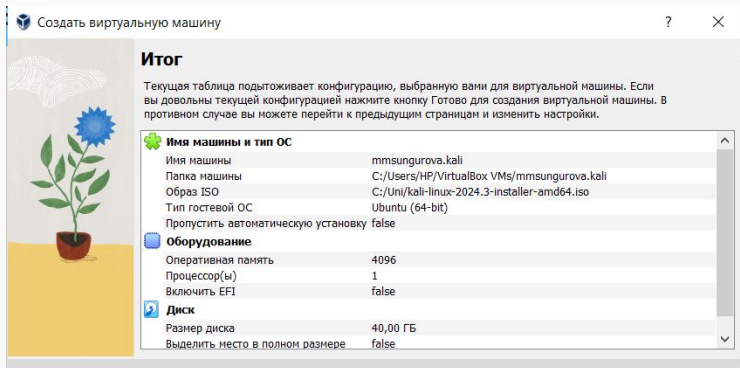 Создать виртуальную машину
?
Итог
Текущая таблица подытоживает конфигурацию, выбранную вами для виртуальной машины. Если
вы довольны текущей конфигурацией нажмите кнопку Готово для создания виртуальной машины. В
противном случае вы можете перейти к предыдущим страницам и изменить настройки.
Имя машины и тип ОС
Имя машины mmsungurova.kali
Папка машины C:/Users/HP/VirtualBox VMs/mmsungurova.kali
Образ ISO C:/Uni/kali-linux-2024.3-installer-amd64.iso
Тип гостевой ОС Ubuntu (64-bit)
Пропустить автоматическую установку false
Оборудование
Оперативная память 4096
Процессор(ы) 1
Включить EFI false
Диск
Размер диска 40,00 ГБ
Выделить место в полном размере false